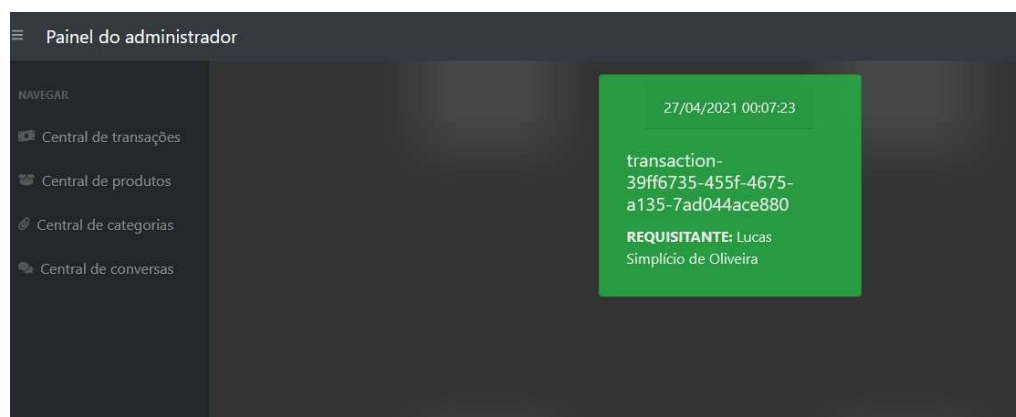 Painel do administrador
NAVEGAR
Central de transações
Central de produtos
Central de categorias
Central de conversas
27/04/2021 00:07:23
transaction-
39ff6735-455f-4675-
a135-7ad044ace880
REQUISITANTE: Lucas
Simplício de Oliveira